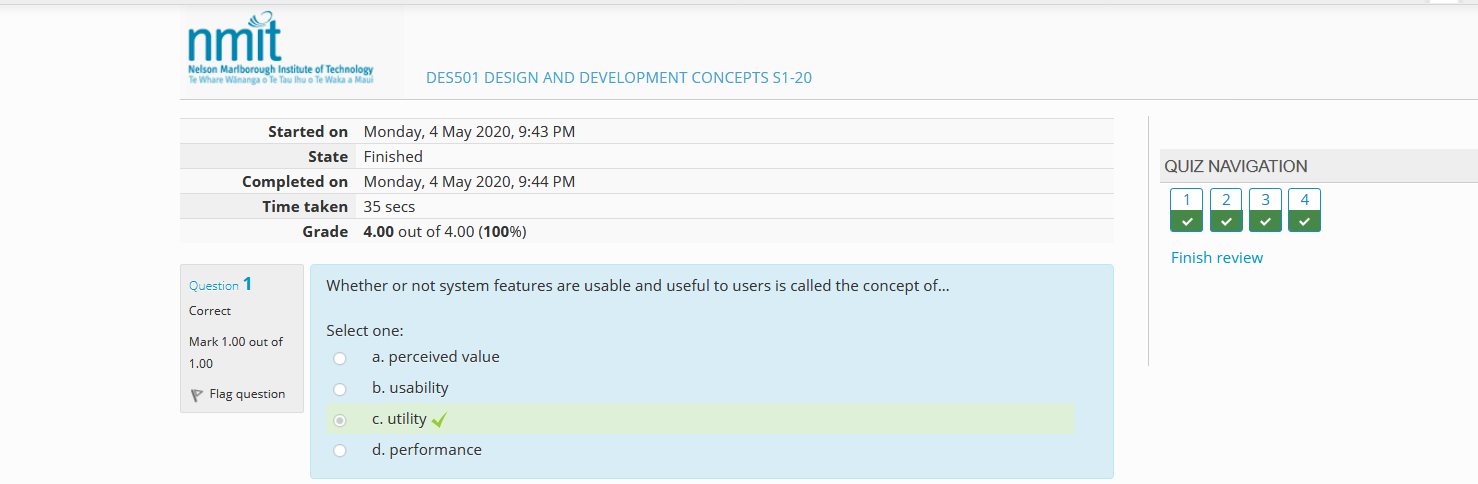 nmit
Nelson Marlborough Institute of Technology
Te Whare Wānanga o Te Tau Ihu o Te Waka a Maui
DES501 DESIGN AND DEVELOPMENT CONCEPTS S1-20
Started on Monday, 4 May 2020, 9:43 PM
State Finished
Completed on Monday, 4 May 2020, 9:44 PM
Time taken 35 secs
Grade 4.00 out of 4.00 (100%)
QUIZ NAVIGATION
1 2 3 4
Finish review
Question 1
Correct
Mark 1.00 out of
1.00
Flag question
Whether or not system features are usable and useful to users is called the concept of...
Select one:
a. perceived value
b. usability
c. utility
d. performance